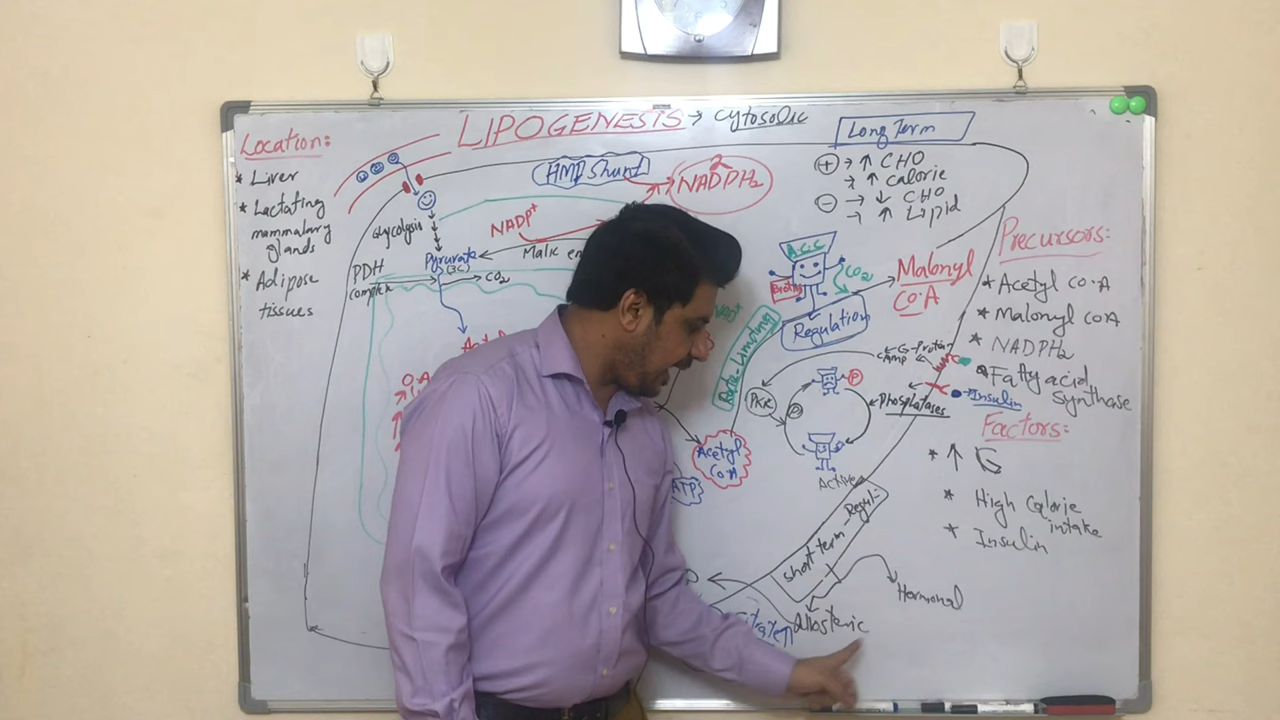 LIPOGENESIS → Cytosolic
Location:
* Liver
* Lactating
mammalary
glands
* Adipose
tissues
Glycolysis
PDH
Complex
Pyruvate
(3C)
CO2
HMP Shunt
2
NADPH2
NADP+
Malic en
O.A
A.C.C
Biotin
CO2
Malonyl
CO.A
Regulation
Rate-Limiting
NAD+
Acetyl
CO.A
ATP
Long Term
+ → ↑ CHO
→ ↑ Calorie
- → ↓ CHO
→ ↑ Lipid
Precursors:
* Acetyl CO.A
* Malonyl COA
* NADPH2
* Fatty acid
Synthase
← G-Protein
CAMP
PKA
P
P
Phosphatases
Insulin
Active
Factors:
* ↑ G
* High Calorie
intake
* Insulin
Short term - Regul-
Hormonal
Allosteric